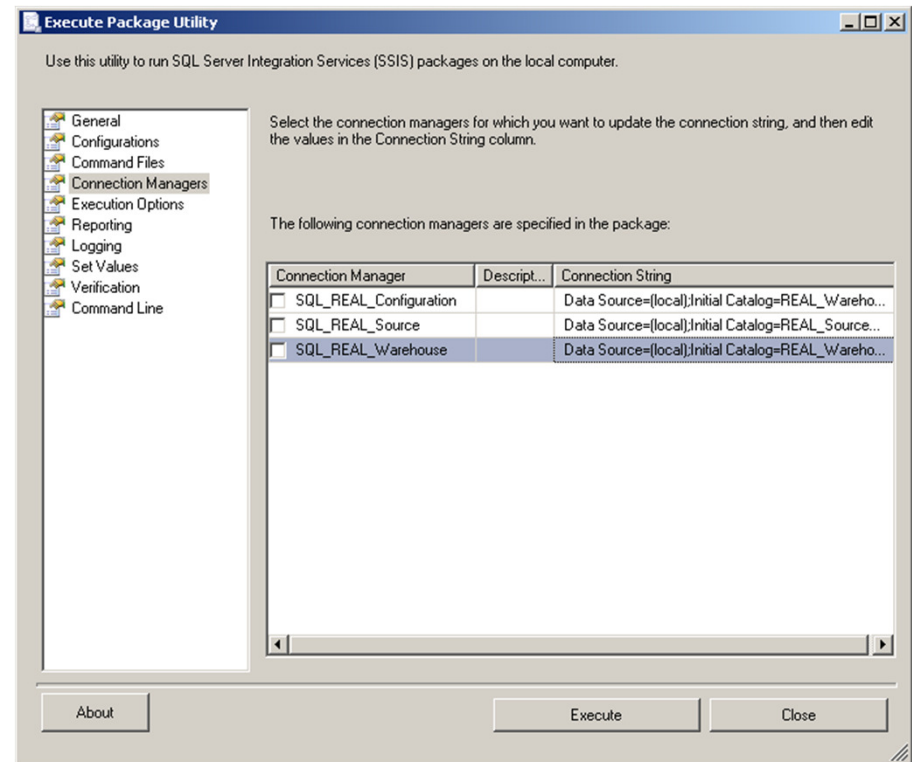 Execute Package Utility
Use this utility to run SQL Server Integration Services (SSIS) packages on the local computer.
General
Configurations
Command Files
Connection Managers
Execution Options
Reporting
Logging
Set Values
Verification
Command Line
Select the connection managers for which you want to update the connection string, and then edit
the values in the Connection String column.
The following connection managers are specified in the package:
Connection Manager Descript... Connection String
SQL_REAL_Configuration Data Source=(local);Initial Catalog=REAL_Wareho...
SQL_REAL_Source Data Source=(local);Initial Catalog=REAL_Source...
SQL_REAL_Warehouse Data Source=(local);Initial Catalog=REAL_Wareho...
About Execute Close